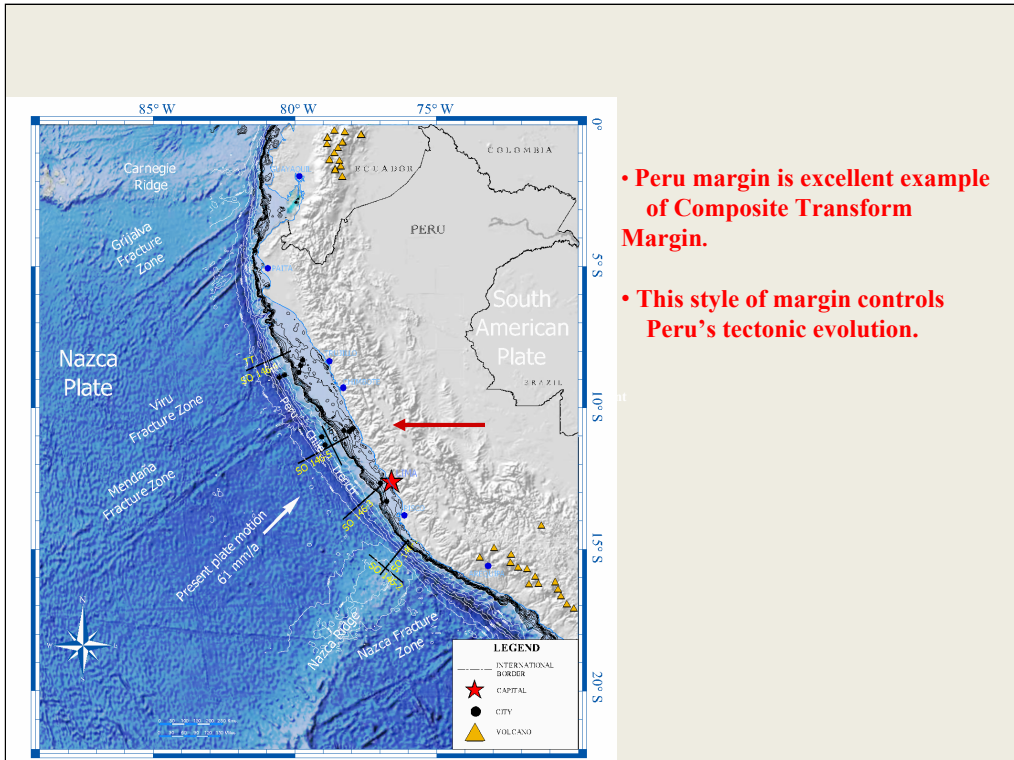 85° W 80° W 75° W
0°
COLOMBIA
ECUADOR
Carnegie
Ridge
PERU
Grijalva
Fracture
Zone
5° S
PAITA
South
American
Plate
Nazca
Plate
BRAZIL
10° S
Viru
Fracture Zone
Peru - Chile Trench
Mendaña
Fracture Zone
LIMA
Present plate motion
61 mm/a
15° S
Nazca Ridge
Nazca Fracture
Zone
N
20° S
LEGEND
INTERNATIONAL
BORDER
CAPITAL
CITY
VOLCANO
• Peru margin is excellent example
of Composite Transform
Margin.
• This style of margin controls
Peru's tectonic evolution.